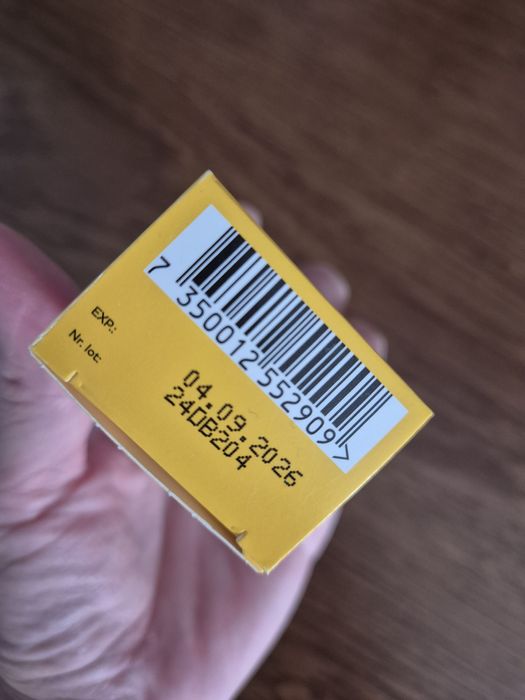 7 350012 552909 >
EXP.:
Nr. lot:
04.09.2026
24DB204